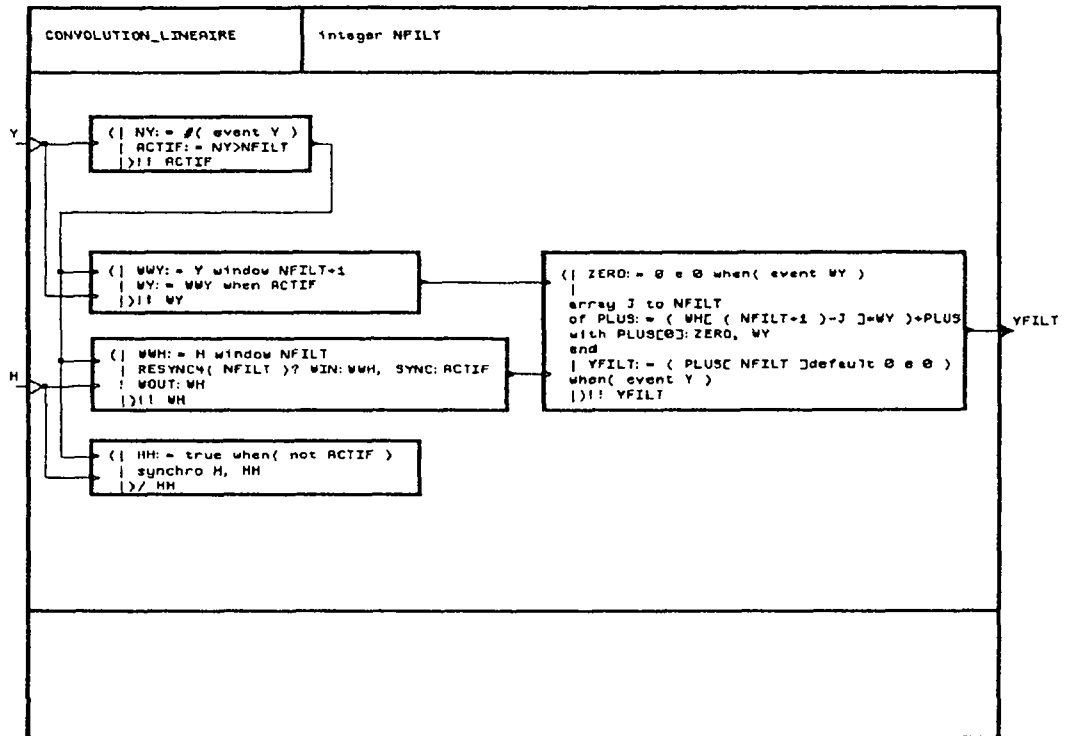 CONVOLUTION_LINEAIRE
integer NFILT
Y
(| NY:= #( event Y )
| ACTIF:= NY>NFILT
|)!! ACTIF
(| WWY:= Y window NFILT+1
| WY:= WWY when ACTIF
|)!! WY
(| ZERO:= 0 e 0 when( event WY )
|
array J to NFILT
of PLUS:= ( WH[ ( NFILT+1 )-J ]*WY )+PLUS
with PLUS[0]: ZERO, WY
end
| YFILT:= ( PLUS[ NFILT ]default 0 e 0 )
when( event Y )
|)!! YFILT
YFILT
H
(| WWH:= H window NFILT
| RESYNC4( NFILT )? WIN: WWH, SYNC: ACTIF
! WOUT: WH
|)!! WH
(| HH:= true when( not ACTIF )
| synchro H, HH
|)/ HH